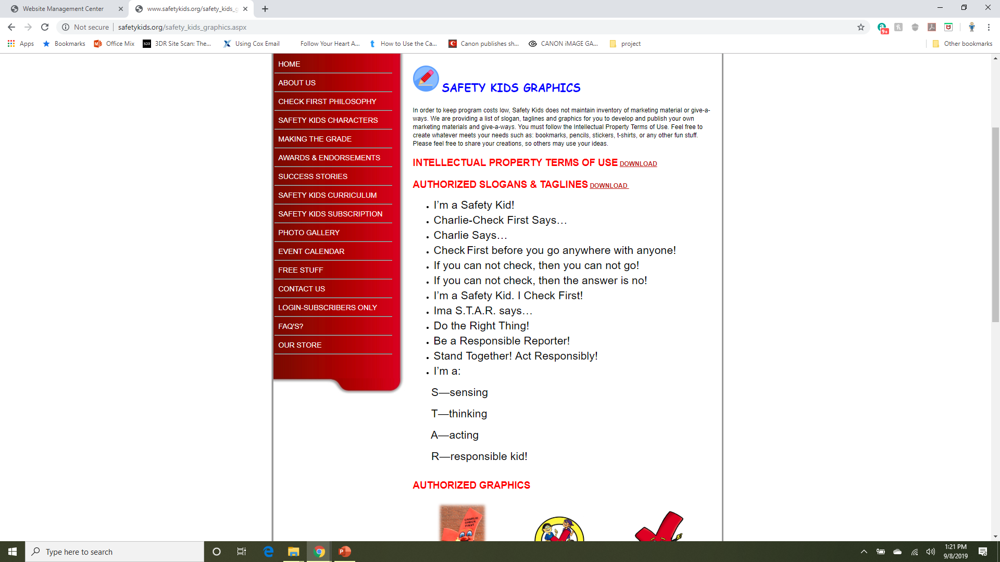 Website Management Center
www.safetykids.org/safety_kids_g
Not secure
safetykids.org/safety_kids_graphics.aspx
9+
Apps
Bookmarks
Office Mix
3DR Site Scan: The...
Using Cox Email
Follow Your Heart A...
How to Use the Ca...
Canon publishes sh...
CANON iMAGE GA...
project
Other bookmarks
HOME
ABOUT US
CHECK FIRST PHILOSOPHY
SAFETY KIDS CHARACTERS
MAKING THE GRADE
AWARDS & ENDORSEMENTS
SUCCESS STORIES
SAFETY KIDS CURRICULUM
SAFETY KIDS SUBSCRIPTION
PHOTO GALLERY
EVENT CALENDAR
FREE STUFF
CONTACT US
LOGIN-SUBSCRIBERS ONLY
FAQ'S?
OUR STORE
SAFETY KIDS GRAPHICS
In order to keep program costs low, Safety Kids does not maintain inventory of marketing material or give-a-
ways. We are providing a list of slogan, taglines and graphics for you to develop and publish your own
marketing materials and give-a-ways. You must follow the Intellectual Property Terms of Use. Feel free to
create whatever meets your needs such as: bookmarks, pencils, stickers, t-shirts, or any other fun stuff.
Please feel free to share your creations, so others may use your ideas.
INTELLECTUAL PROPERTY TERMS OF USE DOWNLOAD
AUTHORIZED SLOGANS & TAGLINES DOWNLOAD
• I'm a Safety Kid!
• Charlie-Check First Says…
• Charlie Says…
• Check First before you go anywhere with anyone!
• If you can not check, then you can not go!
• If you can not check, then the answer is no!
• I'm a Safety Kid. I Check First!
• Ima S.T.A.R. says…
• Do the Right Thing!
• Be a Responsible Reporter!
• Stand Together! Act Responsibly!
• I'm a:
S—sensing
T—thinking
A—acting
R—responsible kid!
AUTHORIZED GRAPHICS
CHARLIE
CHECK
FIRST
Type here to search
1:21 PM
9/8/2019